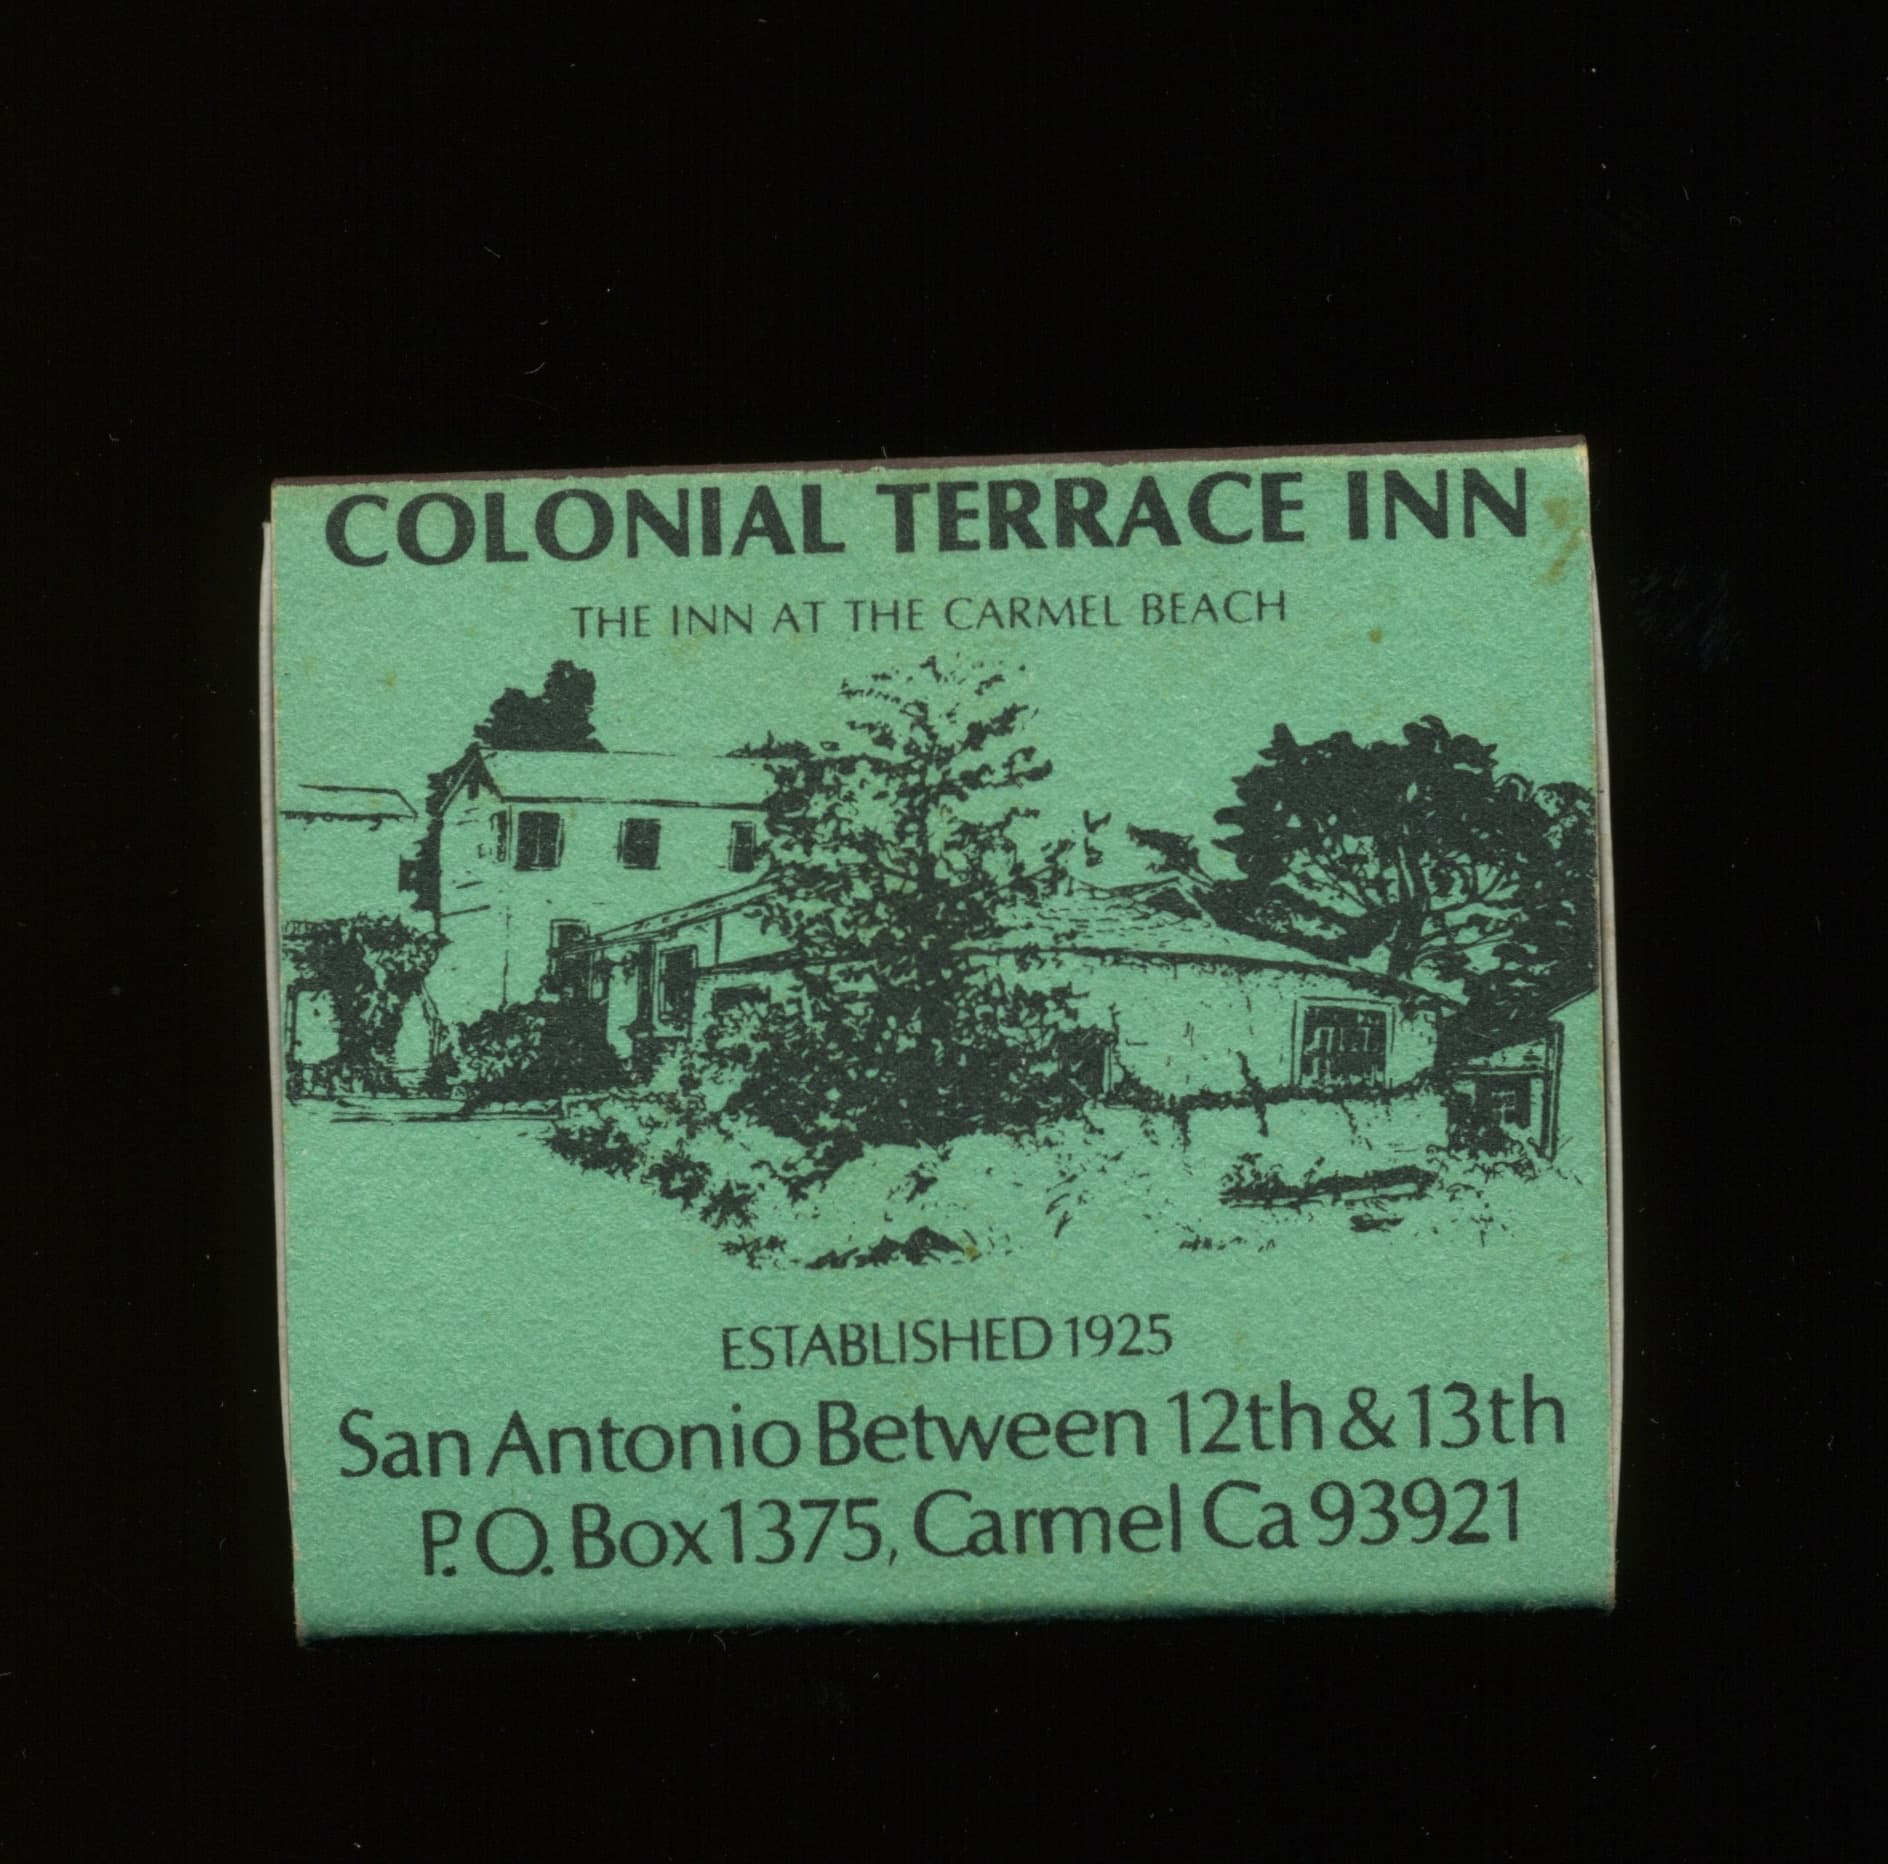 COLONIAL TERRACE INN
THE INN AT THE CARMEL BEACH
ESTABLISHED 1925
San Antonio Between 12th & 13th
P.O. Box 1375, Carmel Ca 93921